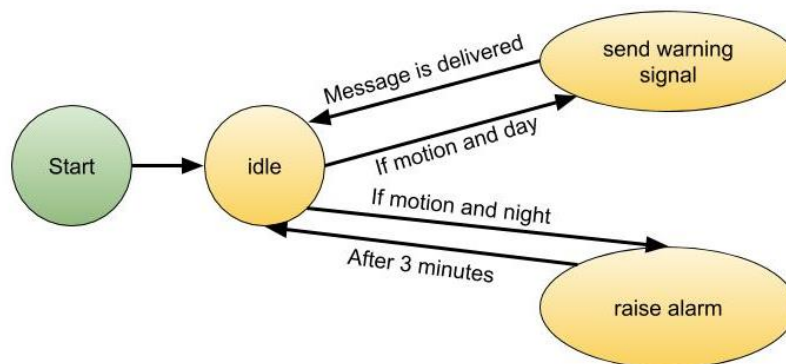 send warning
signal
Message is delivered
If motion and day
Start
idle
If motion and night
After 3 minutes
raise alarm